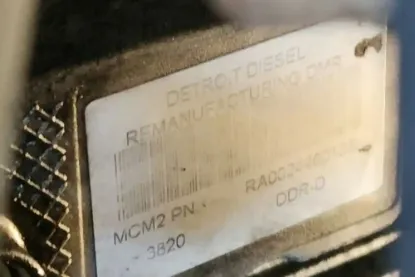 DETROIT DIESEL
REMANUFACTURING DMR
MCM2 PN
3820
DDR-D